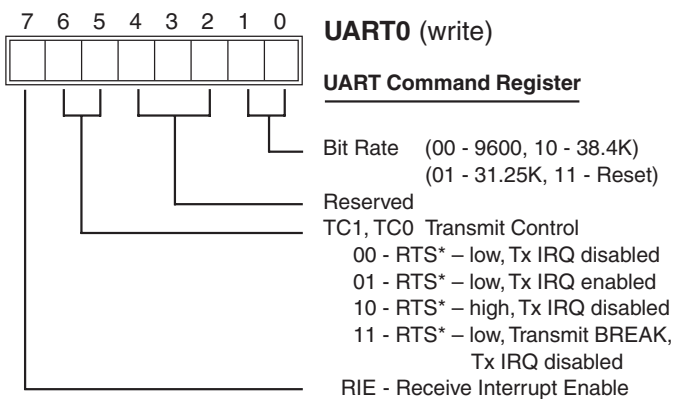 7 6 5 4 3 2 1 0
UART0 (write)
UART Command Register
Bit Rate (00 - 9600, 10 - 38.4K)
(01 - 31.25K, 11 - Reset)
Reserved
TC1, TC0 Transmit Control
00 - RTS* – low, Tx IRQ disabled
01 - RTS* – low, Tx IRQ enabled
10 - RTS* – high, Tx IRQ disabled
11 - RTS* – low, Transmit BREAK,
Tx IRQ disabled
RIE - Receive Interrupt Enable